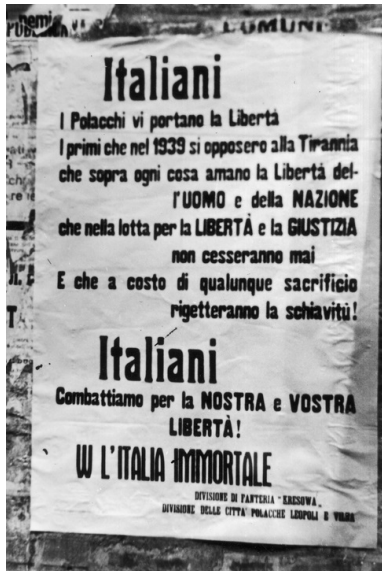 COMUNE
Italiani
I Polacchi vi portano la Libertà
I primi che nel 1939 si opposero alla Tirannia
che sopra ogni cosa amano la Libertà del-
l'UOMO e della NAZIONE
che nella lotta per la LIBERTÀ e la GIUSTIZIA
non cesseranno mai
E che a costo di qualunque sacrificio
rigetteranno la schiavitù!
Italiani
Combattiamo per la NOSTRA e VOSTRA
LIBERTÀ!
W L'ITALIA IMMORTALE
DIVISIONE DI FANTERIA "KRESOWA"
DIVISIONE DELLE CITTA' POLACCHE LEOPOLI E VILNA